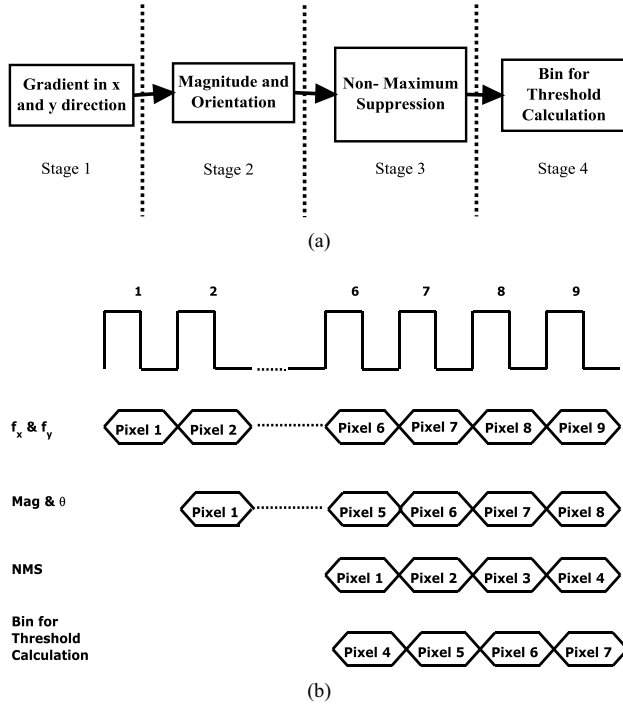 Gradient in x
and y direction
Magnitude and
Orientation
Non- Maximum
Suppression
Bin for
Threshold
Calculation
Stage 1
Stage 2
Stage 3
Stage 4
(a)
1 2 6 7 8 9
f_x & f_y
Pixel 1 Pixel 2 Pixel 6 Pixel 7 Pixel 8 Pixel 9
Mag & θ
Pixel 1 Pixel 5 Pixel 6 Pixel 7 Pixel 8
NMS
Pixel 1 Pixel 2 Pixel 3 Pixel 4
Bin for
Threshold
Calculation
Pixel 4 Pixel 5 Pixel 6 Pixel 7
(b)